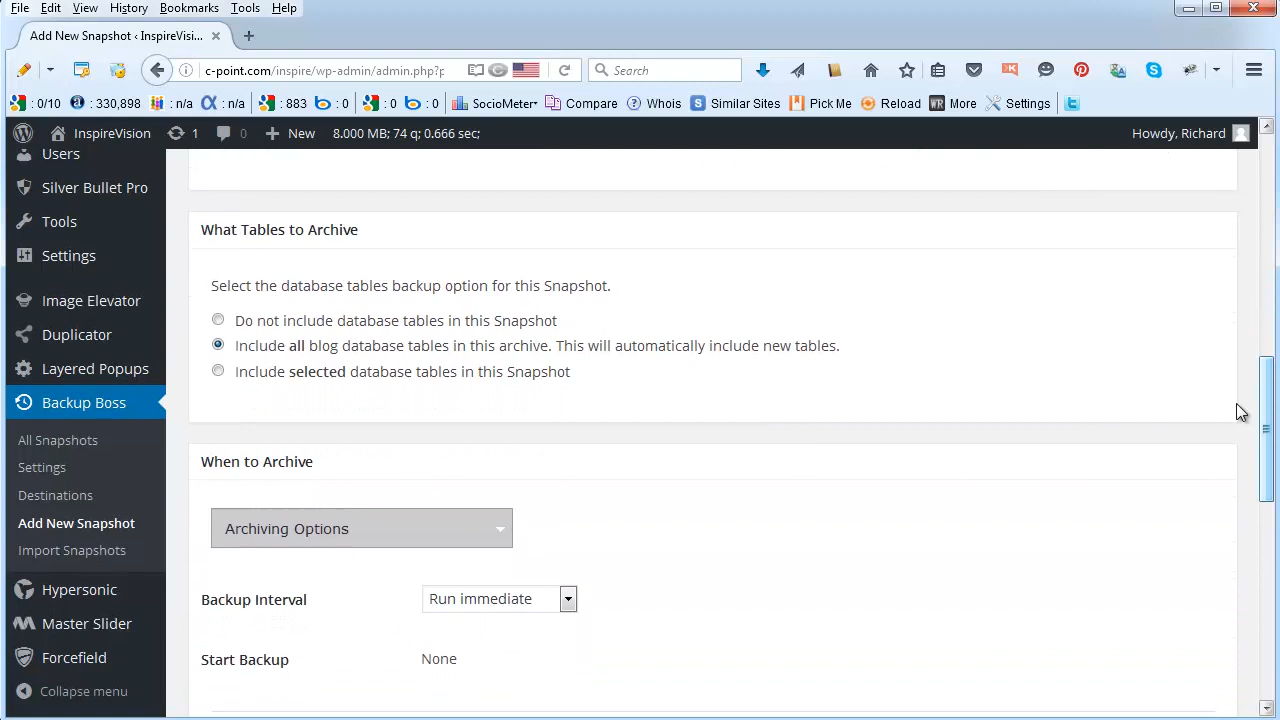 File Edit View History Bookmarks Tools Help
Add New Snapshot ‹ InspireVision...
c-point.com/inspire/wp-admin/admin.php?p
Search
0/10 : 330,898 : n/a : n/a : 883 : 0 : 0 : 0 SocioMeter Compare Whois Similar Sites Pick Me Reload WR More Settings
InspireVision 1 0 New 8.000 MB; 74 q; 0.666 sec; Howdy, Richard
Users
Silver Bullet Pro
Tools
Settings
Image Elevator
Duplicator
Layered Popups
Backup Boss
All Snapshots
Settings
Destinations
Add New Snapshot
Import Snapshots
Hypersonic
Master Slider
Forcefield
Collapse menu
What Tables to Archive
Select the database tables backup option for this Snapshot.
Do not include database tables in this Snapshot
Include all blog database tables in this archive. This will automatically include new tables.
Include selected database tables in this Snapshot
When to Archive
Archiving Options
Backup Interval Run immediate
Start Backup None